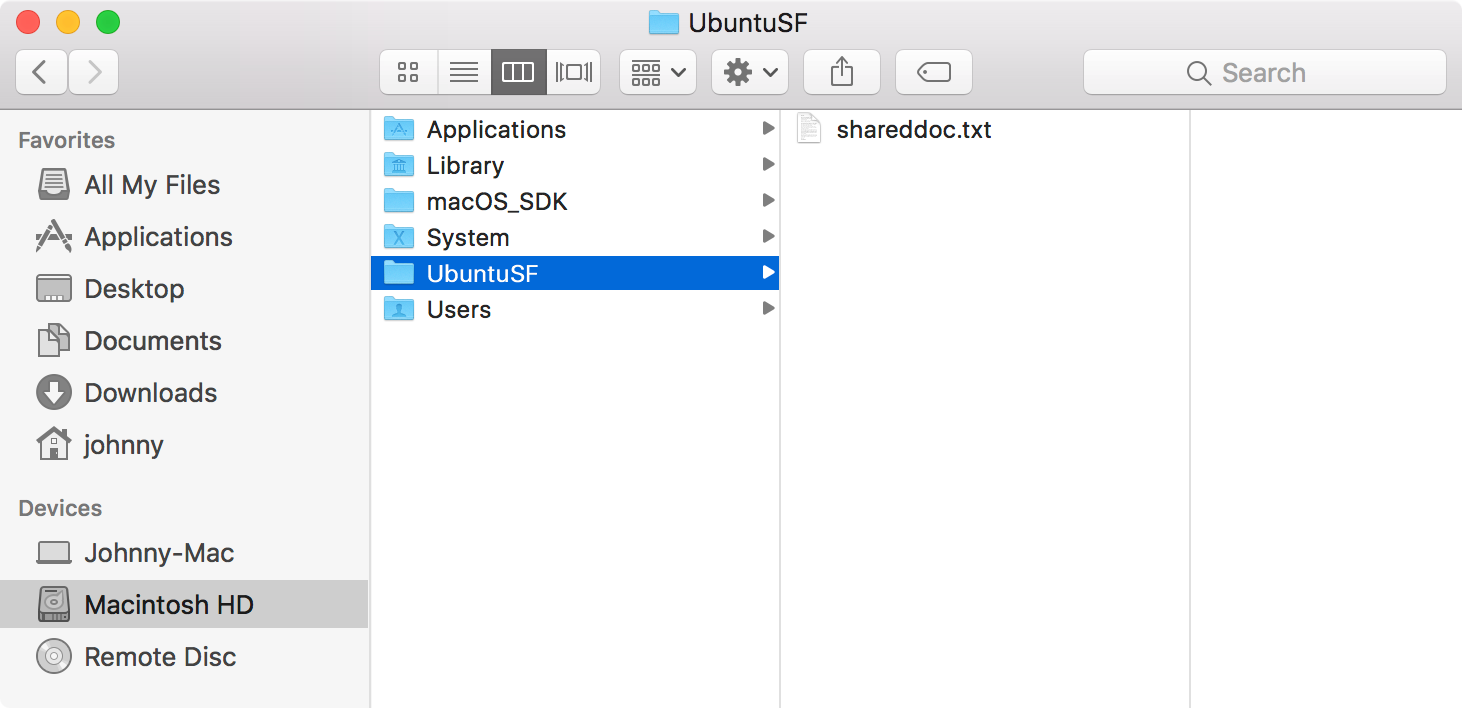 UbuntuSF
Search
Favorites
All My Files
Applications
Desktop
Documents
Downloads
johnny
Devices
Johnny-Mac
Macintosh HD
Remote Disc
Applications
Library
macOS_SDK
System
UbuntuSF
Users
shareddoc.txt